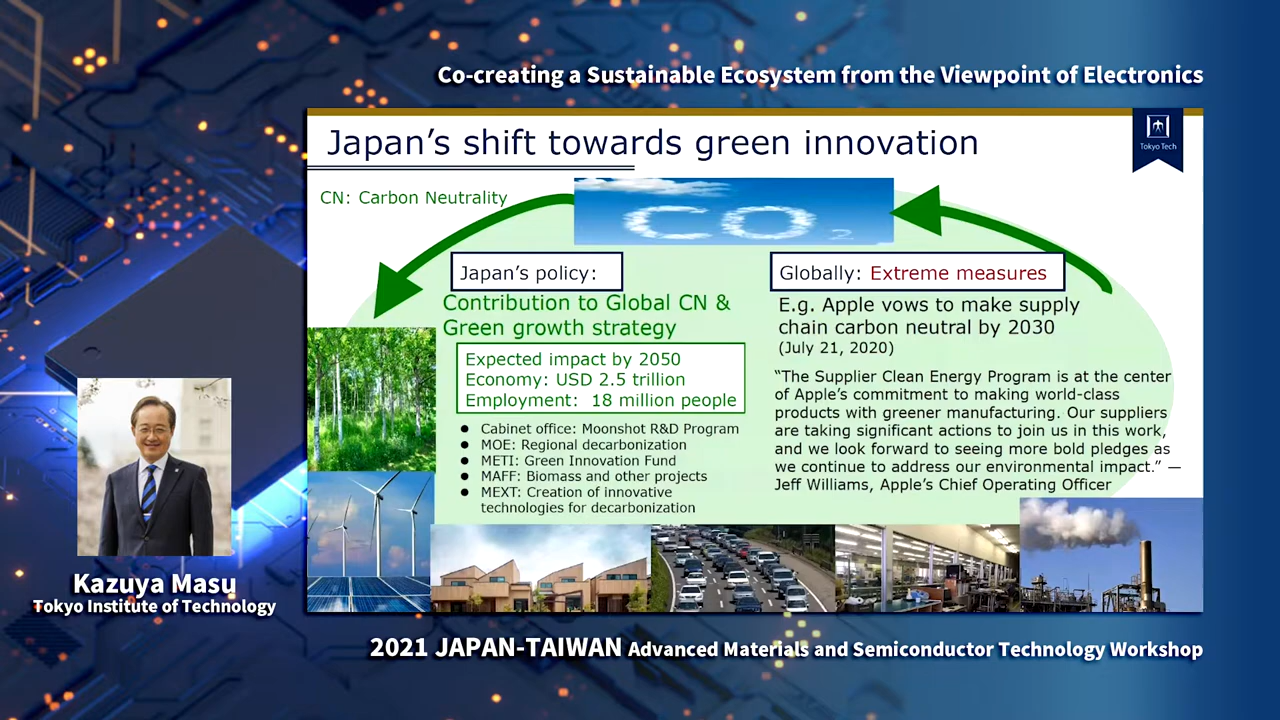 Co-creating a Sustainable Ecosystem from the Viewpoint of Electronics
Japan's shift towards green innovation
Tokyo Tech
CN: Carbon Neutrality
CO2
Japan's policy:
Contribution to Global CN &
Green growth strategy
Expected impact by 2050
Economy: USD 2.5 trillion
Employment: 18 million people
● Cabinet office: Moonshot R&D Program
● MOE: Regional decarbonization
● METI: Green Innovation Fund
● MAFF: Biomass and other projects
● MEXT: Creation of innovative
technologies for decarbonization
Globally: Extreme measures
E.g. Apple vows to make supply
chain carbon neutral by 2030
(July 21, 2020)
“The Supplier Clean Energy Program is at the center
of Apple’s commitment to making world-class
products with greener manufacturing. Our suppliers
are taking significant actions to join us in this work,
and we look forward to seeing more bold pledges as
we continue to address our environmental impact.” —
Jeff Williams, Apple’s Chief Operating Officer
Kazuya Masu
Tokyo Institute of Technology
2021 JAPAN-TAIWAN Advanced Materials and Semiconductor Technology Workshop